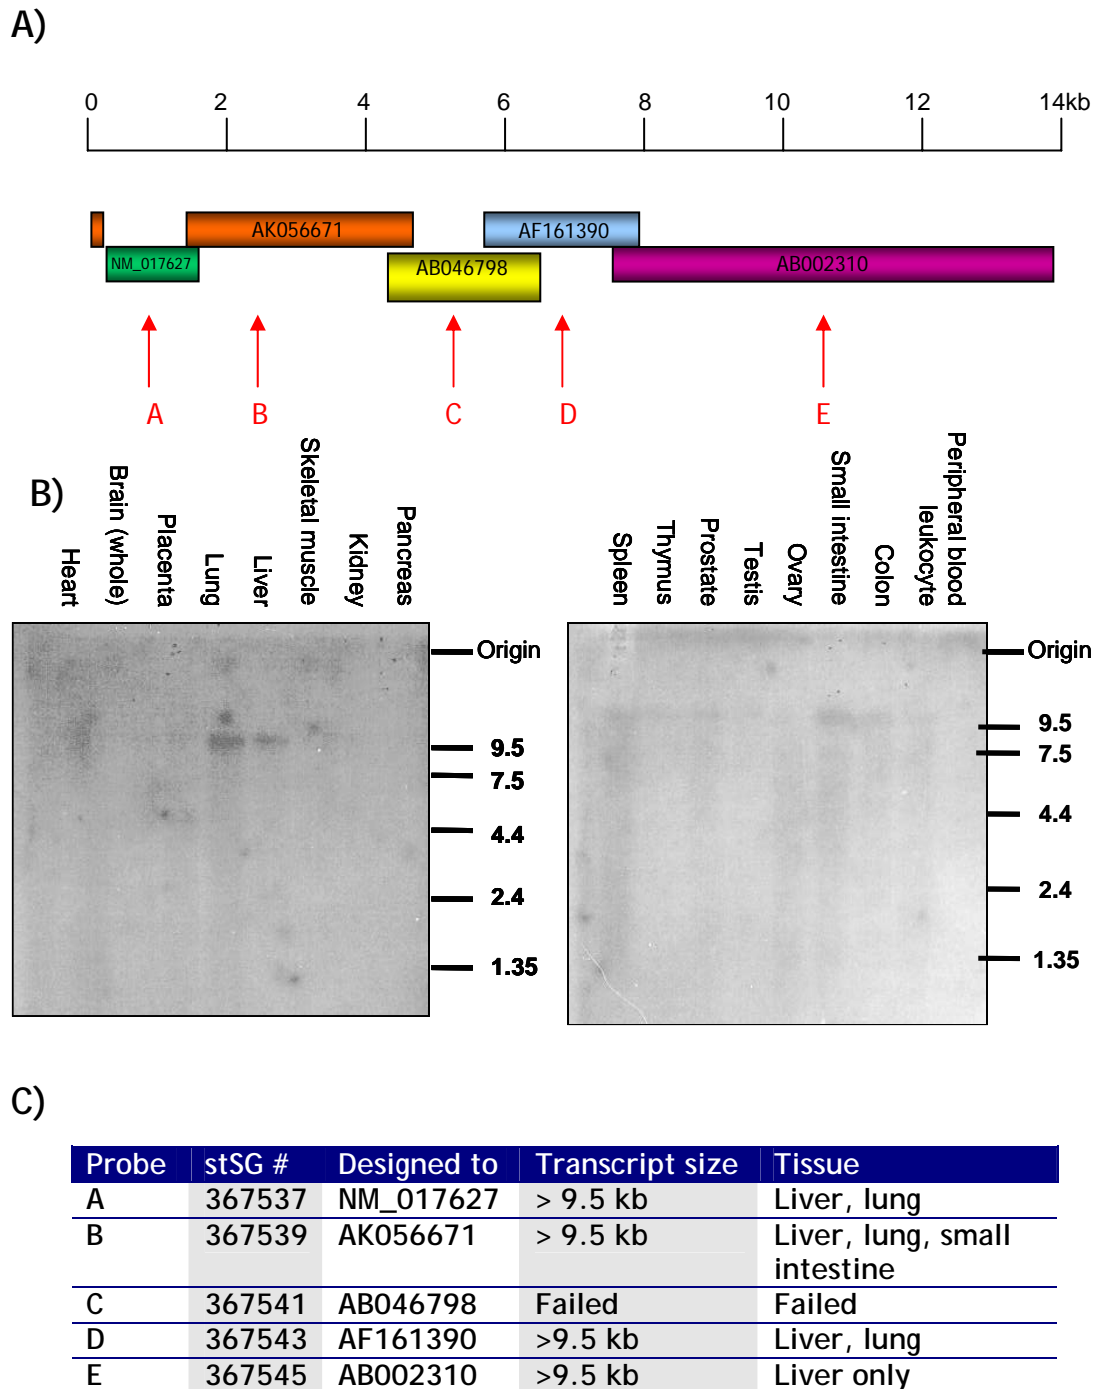 A)
0 2 4 6 8 10 12 14kb
AK056671 AF161390
NM_017627 AB046798 AB002310
A B C D E
B)
Heart
Brain (whole)
Placenta
Lung
Liver
Skeletal muscle
Kidney
Pancreas
Spleen
Thymus
Prostate
Testis
Ovary
Small intestine
Colon
Peripheral blood
leukocyte
Origin
9.5
7.5
4.4
2.4
1.35
Origin
9.5
7.5
4.4
2.4
1.35
C)
Probe stSG # Designed to Transcript size Tissue
A 367537 NM_017627 > 9.5 kb Liver, lung
B 367539 AK056671 > 9.5 kb Liver, lung, small
intestine
C 367541 AB046798 Failed Failed
D 367543 AF161390 >9.5 kb Liver, lung
E 367545 AB002310 >9.5 kb Liver only